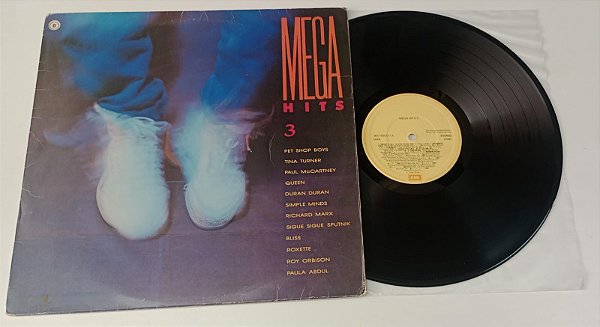 MEGA
HITS
3
PET SHOP BOYS
TINA TURNER
PAUL McCARTNEY
QUEEN
DURAN DURAN
SIMPLE MINDS
RICHARD MARX
SIGUE SIGUE SPUTNIK
BLISS
ROXETTE
ROY ORBISON
PAULA ABDUL
MEGA HITS 3
EMI